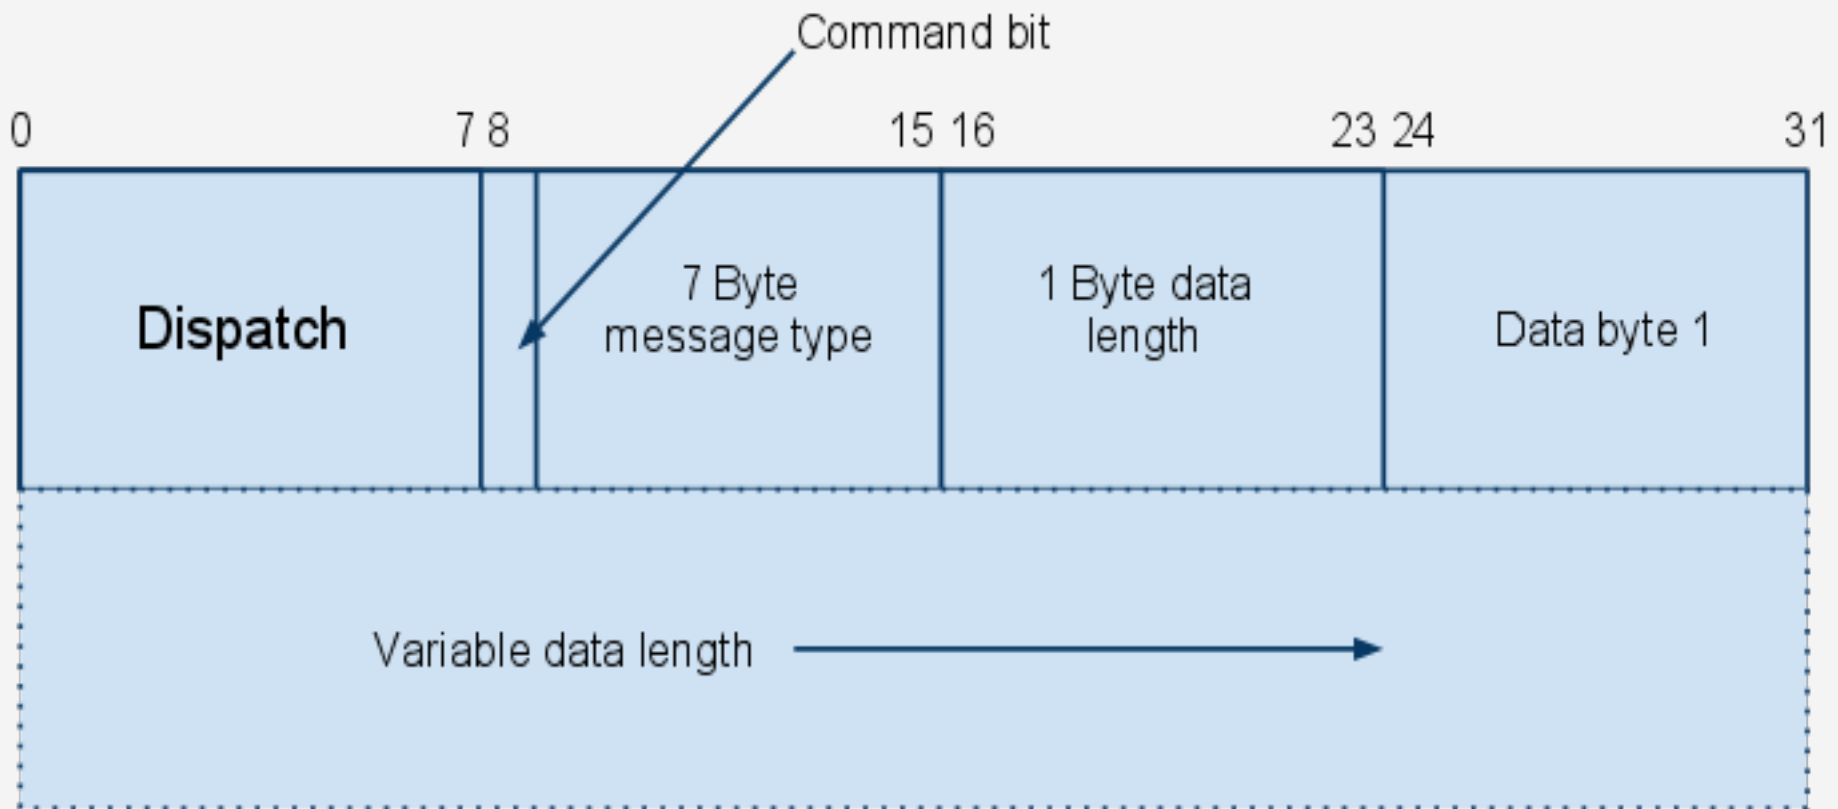 Command bit
0 7 8 15 16 23 24 31
Dispatch
7 Byte
message type
1 Byte data
length
Data byte 1
Variable data length